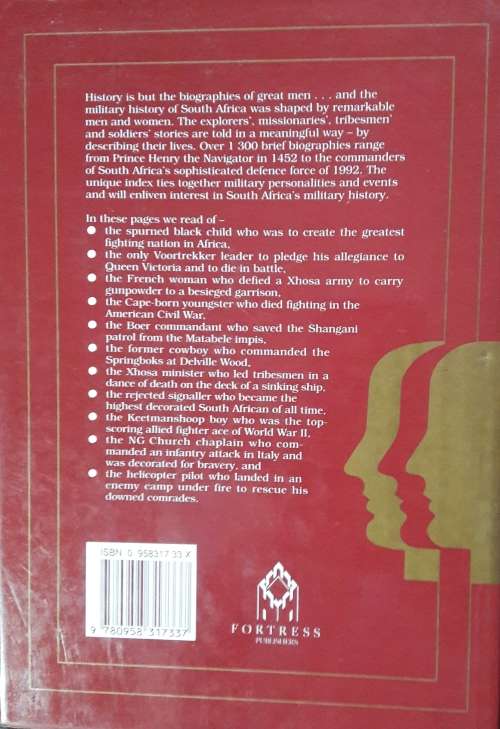 History is but the biographies of great men . . . and the
military history of South Africa was shaped by remarkable
men and women. The explorers', missionaries', tribesmen'
and soldiers' stories are told in a meaningful way – by
describing their lives. Over 1 300 brief biographies range
from Prince Henry the Navigator in 1452 to the commanders
of South Africa's sophisticated defence force of 1992. The
unique index ties together military personalities and events
and will enliven interest in South Africa's military history.
In these pages we read of –
● the spurned black child who was to create the greatest
fighting nation in Africa,
● the only Voortrekker leader to pledge his allegiance to
Queen Victoria and to die in battle,
● the French woman who defied a Xhosa army to carry
gunpowder to a besieged garrison,
● the Cape-born youngster who died fighting in the
American Civil War,
● the Boer commandant who saved the Shangani
patrol from the Matabele impis,
● the former cowboy who commanded the
Springboks at Delville Wood,
● the Xhosa minister who led tribesmen in a
dance of death on the deck of a sinking ship,
● the rejected signaller who became the
highest decorated South African of all time,
● the Keetmanshoop boy who was the top-
scoring allied fighter ace of World War II,
● the NG Church chaplain who com-
manded an infantry attack in Italy and
was decorated for bravery, and
● the helicopter pilot who landed in an
enemy camp under fire to rescue his
downed comrades.
ISBN 0 958317 33 X
9 780958 317337
FORTRESS
PUBLISHERS